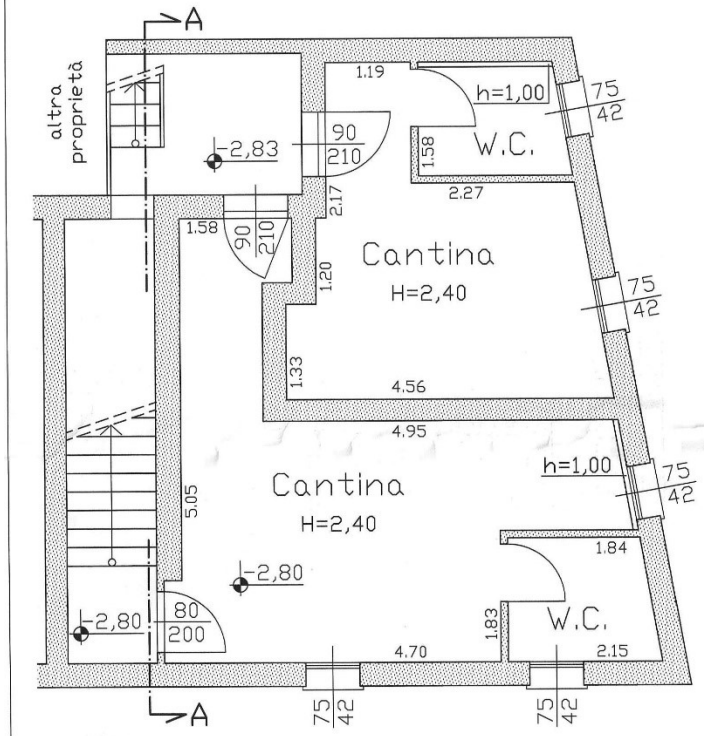 A
altra
proprietà
1.19
h=1,00
75
42
W.C.
1.58
90
210
-2,83
2.27
2.17
1.58
90
210
Cantina
H=2,40
1.20
75
42
1.33
4.56
4.95
h=1,00
75
42
Cantina
H=2,40
5.05
1.84
-2,80
-2,80
80
200
1.83
W.C.
4.70
2.15
75
42
75
42
A